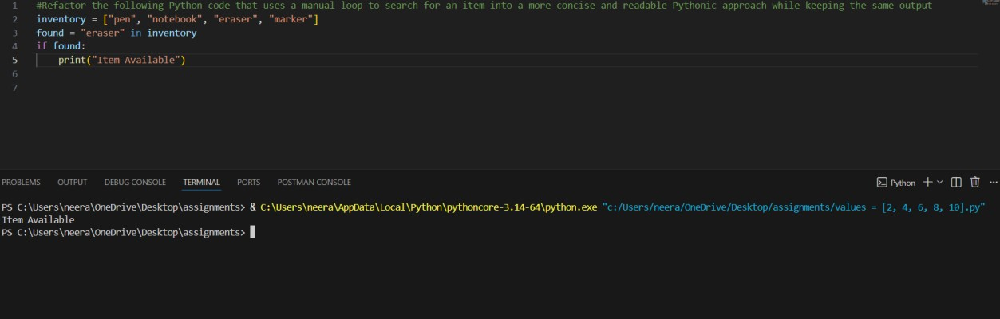 1 #Refactor the following Python code that uses a manual loop to search for an item into a more concise and readable Pythonic approach while keeping the same output
2 inventory = ["pen", "notebook", "eraser", "marker"]
3 found = "eraser" in inventory
4 if found:
5     print("Item Available")
6
7
PROBLEMS OUTPUT DEBUG CONSOLE TERMINAL PORTS POSTMAN CONSOLE Python
PS C:\Users\neera\OneDrive\Desktop\assignments> & C:\Users\neera\AppData\Local\Python\pythoncore-3.14-64\python.exe "c:/Users/neera/OneDrive/Desktop/assignments/values = [2, 4, 6, 8, 10].py"
Item Available
PS C:\Users\neera\OneDrive\Desktop\assignments>